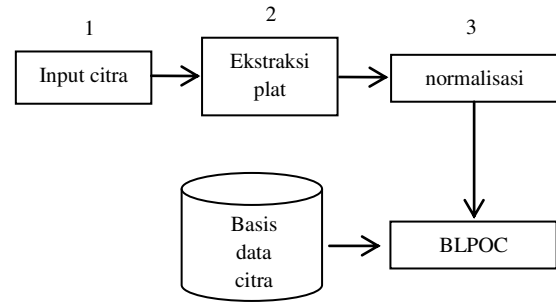 1
2
3
Input citra
Ekstraksi
plat
normalisasi
Basis
data
citra
BLPOC